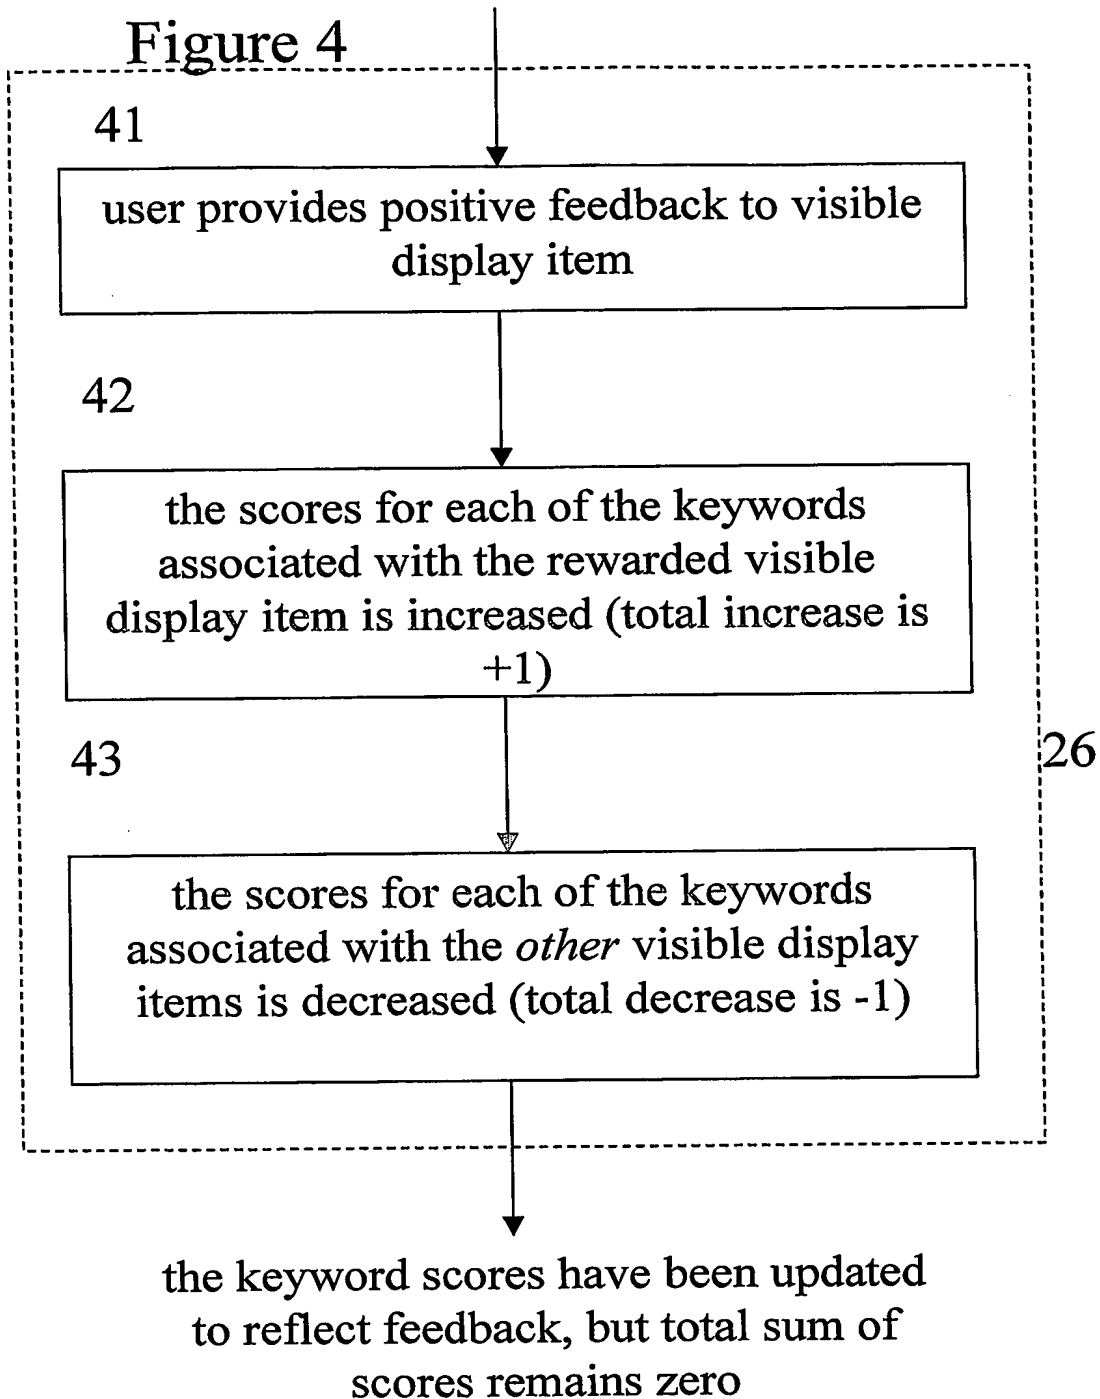 Figure 4
41
user provides positive feedback to visible
display item
42
the scores for each of the keywords
associated with the rewarded visible
display item is increased (total increase is
+1)
43
26
the scores for each of the keywords
associated with the other visible display
items is decreased (total decrease is -1)
the keyword scores have been updated
to reflect feedback, but total sum of
scores remains zero